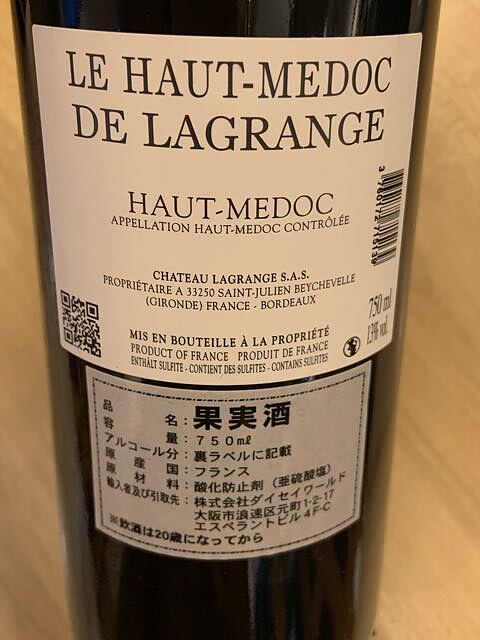 LE HAUT-MEDOC
DE LAGRANGE
HAUT-MEDOC
APPELLATION HAUT-MEDOC CONTRÔLÉE
CHATEAU LAGRANGE S.A.S.
PROPRIÉTAIRE A 33250 SAINT-JULIEN BEYCHEVELLE
(GIRONDE) FRANCE - BORDEAUX
MIS EN BOUTEILLE À LA PROPRIÉTÉ
PRODUCT OF FRANCE PRODUIT DE FRANCE
ENTHÄLT SULFITE - CONTIENT DES SULFITES - CONTAINS SULFITES
750 ml
13% vol.
品名：果実酒
容量：750㎖
アルコール分：裏ラベルに記載
原産国：フランス
原材料：酸化防止剤（亜硫酸塩）
輸入者及び引取先：株式会社ダイセイワールド
大阪市浪速区元町1-2-17
エスペラントビル4F-C
※飲酒は20歳になってから